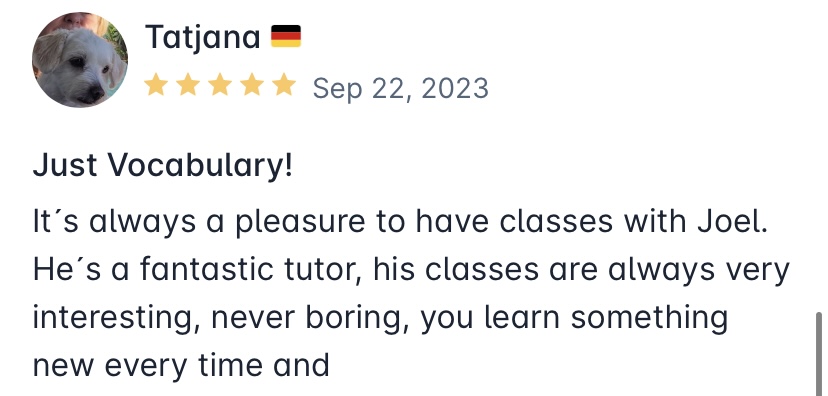 Tatjana 🇩🇪
★★★★★ Sep 22, 2023
Just Vocabulary!
It´s always a pleasure to have classes with Joel.
He´s a fantastic tutor, his classes are always very
interesting, never boring, you learn something
new every time and